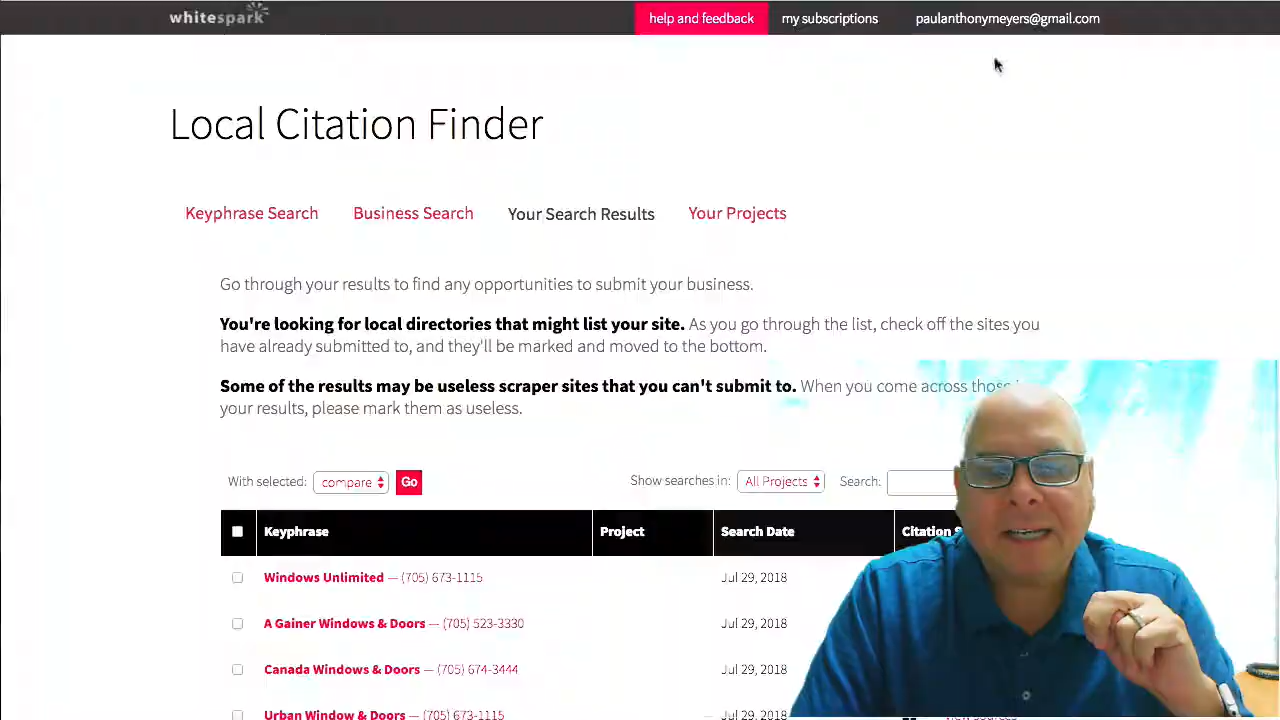 whitespark
help and feedback
my subscriptions
paulanthonymeyers@gmail.com
Local Citation Finder
Keyphrase Search
Business Search
Your Search Results
Your Projects
Go through your results to find any opportunities to submit your business.
You're looking for local directories that might list your site. As you go through the list, check off the sites you
have already submitted to, and they'll be marked and moved to the bottom.
Some of the results may be useless scraper sites that you can't submit to. When you come across those
your results, please mark them as useless.
With selected: compare Go
Show searches in: All Projects Search:
Keyphrase Project Search Date Citation
Windows Unlimited — (705) 673-1115 Jul 29, 2018
A Gainer Windows & Doors — (705) 523-3330 Jul 29, 2018
Canada Windows & Doors — (705) 674-3444 Jul 29, 2018
Urban Window & Doors — (705) 673-1115